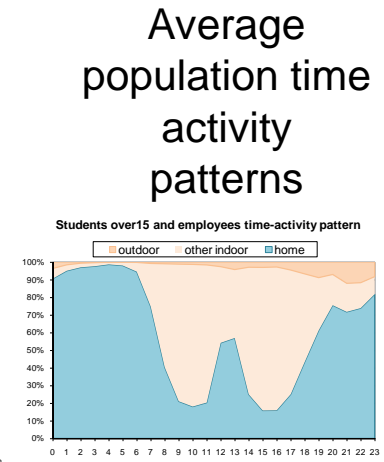 Average
population time
activity
patterns
Students over15 and employees time-activity pattern
outdoor other indoor home
100%
90%
80%
70%
60%
50%
40%
30%
20%
10%
0%
0 1 2 3 4 5 6 7 8 9 10 11 12 13 14 15 16 17 18 19 20 21 22 23